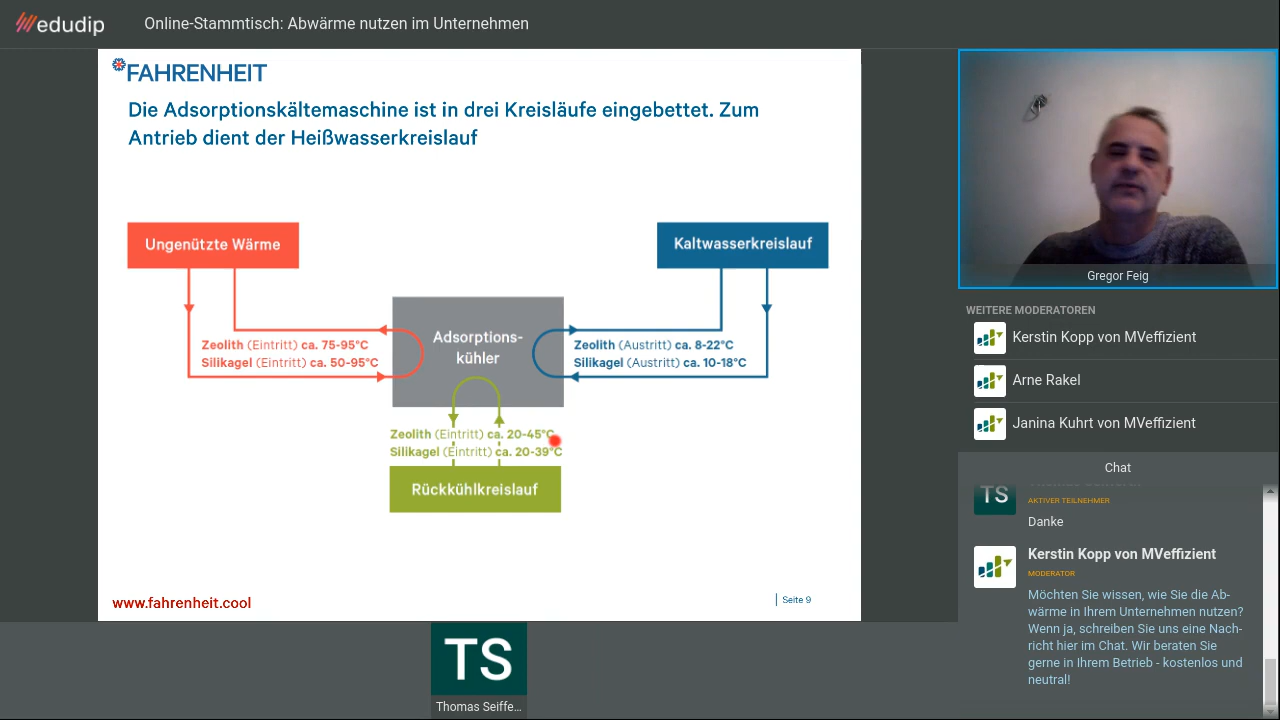 edudip
Online-Stammtisch: Abwärme nutzen im Unternehmen
FAHRENHEIT
Die Adsorptionskältemaschine ist in drei Kreisläufe eingebettet. Zum
Antrieb dient der Heißwasserkreislauf
Ungenützte Wärme
Kaltwasserkreislauf
Adsorptions-
kühler
Zeolith (Eintritt) ca. 75-95°C
Silikagel (Eintritt) ca. 50-95°C
Zeolith (Austritt) ca. 8-22°C
Silikagel (Austritt) ca. 10-18°C
Zeolith (Eintritt) ca. 20-45°C
Silikagel (Eintritt) ca. 20-39°C
Rückkühlkreislauf
www.fahrenheit.cool
Seite 9
TS
Thomas Seiffe...
Gregor Feig
WEITERE MODERATOREN
Kerstin Kopp von MVeffizient
Arne Rakel
Janina Kuhrt von MVeffizient
Chat
TS
AKTIVER TEILNEHMER
Danke
Kerstin Kopp von MVeffizient
MODERATOR
Möchten Sie wissen, wie Sie die Ab-
wärme in Ihrem Unternehmen nutzen?
Wenn ja, schreiben Sie uns eine Nach-
richt hier im Chat. Wir beraten Sie
gerne in Ihrem Betrieb - kostenlos und
neutral!